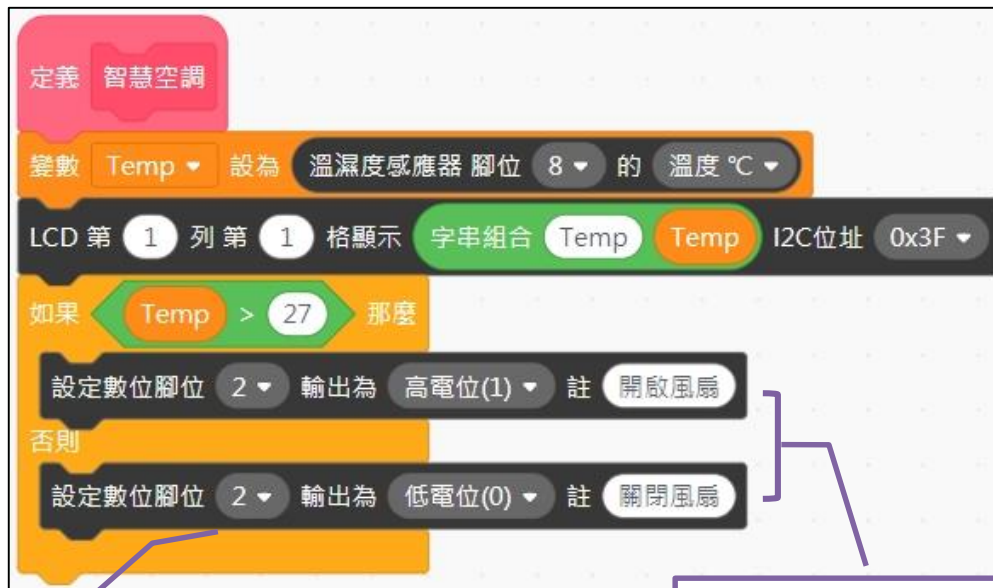 定義 智慧空調
變數 Temp 設為 溫濕度感應器 腳位 8 的 溫度 ℃
LCD 第 1 列 第 1 格顯示 字串組合 Temp Temp I2C位址 0x3F
如果 Temp > 27 那麼
設定數位腳位 2 輸出為 高電位(1) 註 開啟風扇
否則
設定數位腳位 2 輸出為 低電位(0) 註 關閉風扇